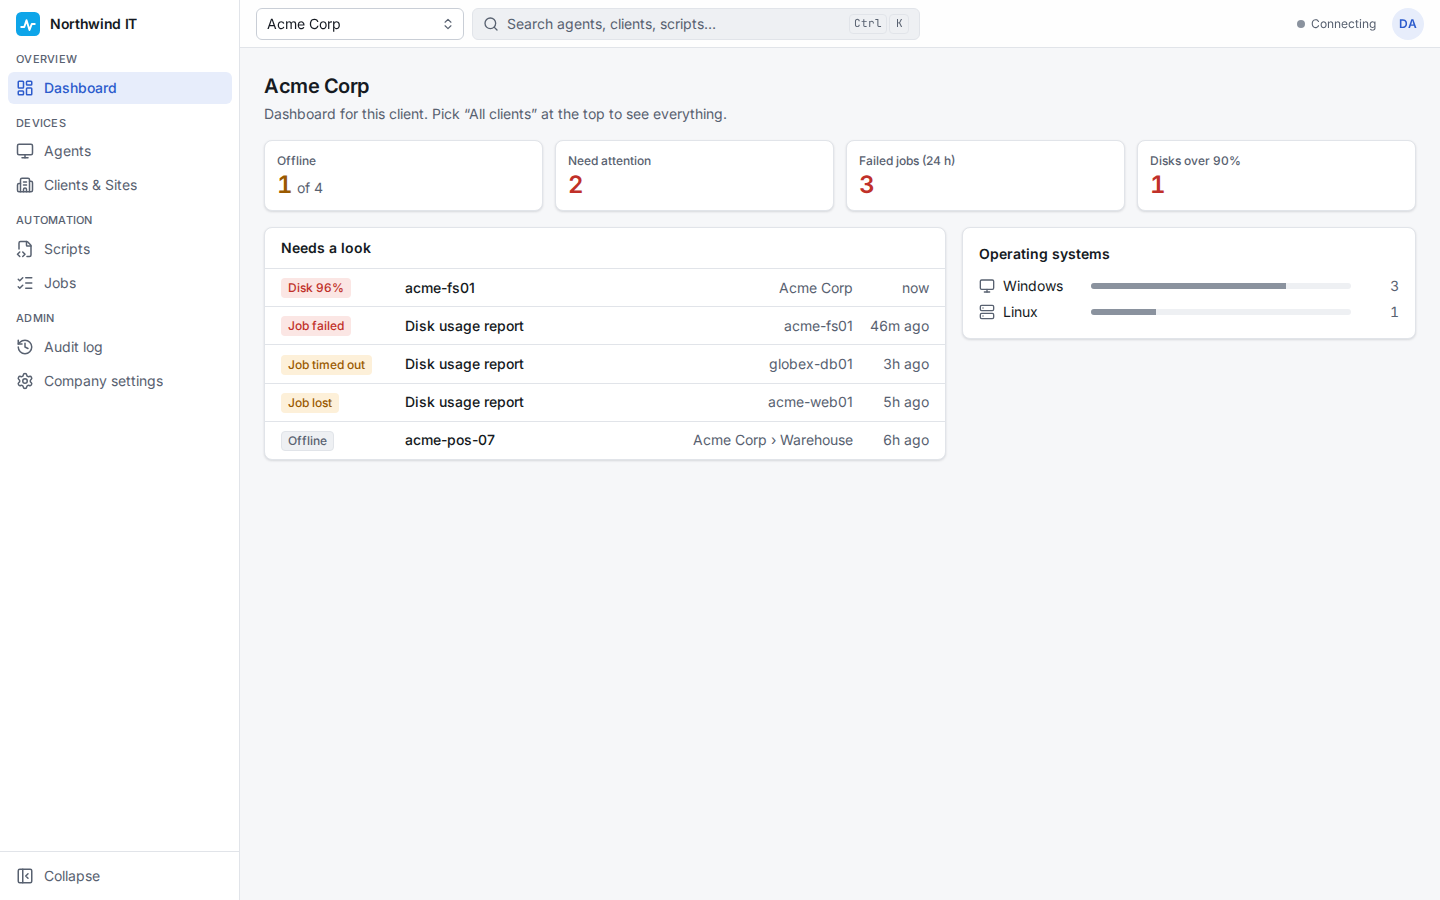 Northwind IT
OVERVIEW
Dashboard
DEVICES
Agents
Clients & Sites
AUTOMATION
Scripts
Jobs
ADMIN
Audit log
Company settings
Collapse
Acme Corp
Search agents, clients, scripts...
Ctrl K
Connecting
DA
Acme Corp
Dashboard for this client. Pick “All clients” at the top to see everything.
Offline
1 of 4
Need attention
2
Failed jobs (24 h)
3
Disks over 90%
1
Needs a look
Disk 96% acme-fs01 Acme Corp now
Job failed Disk usage report acme-fs01 46m ago
Job timed out Disk usage report globex-db01 3h ago
Job lost Disk usage report acme-web01 5h ago
Offline acme-pos-07 Acme Corp › Warehouse 6h ago
Operating systems
Windows 3
Linux 1